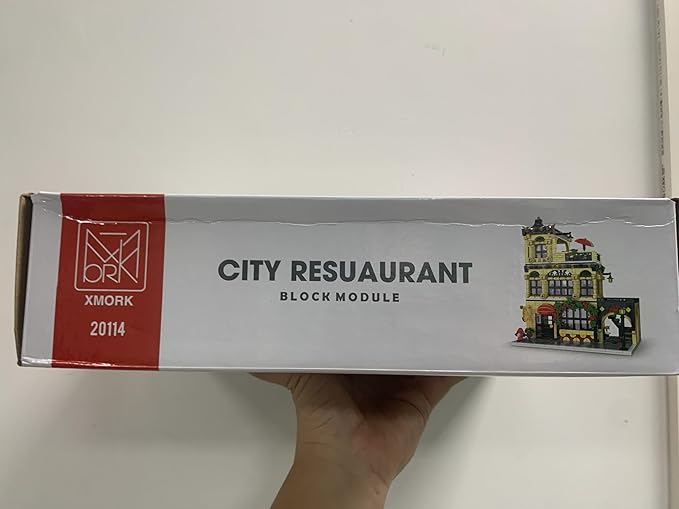 XMORK
XMORK
20114
CITY RESUAURANT
BLOCK MODULE